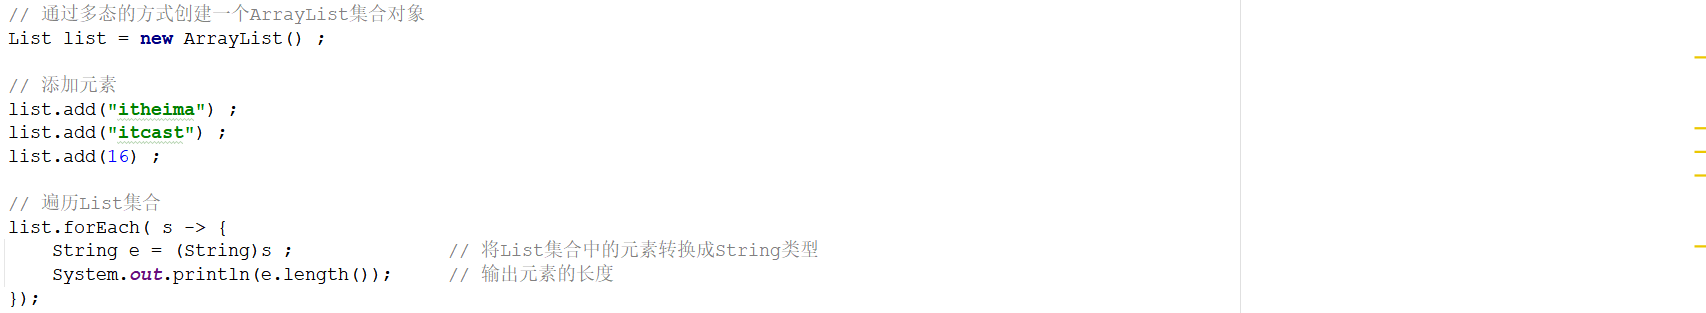 // 通过多态的方式创建一个ArrayList集合对象
List list = new ArrayList() ;
// 添加元素
list.add("itheima") ;
list.add("itcast") ;
list.add(16) ;
// 遍历List集合
list.forEach( s -> {
    String e = (String)s ;              // 将List集合中的元素转换成String类型
    System.out.println(e.length());     // 输出元素的长度
});